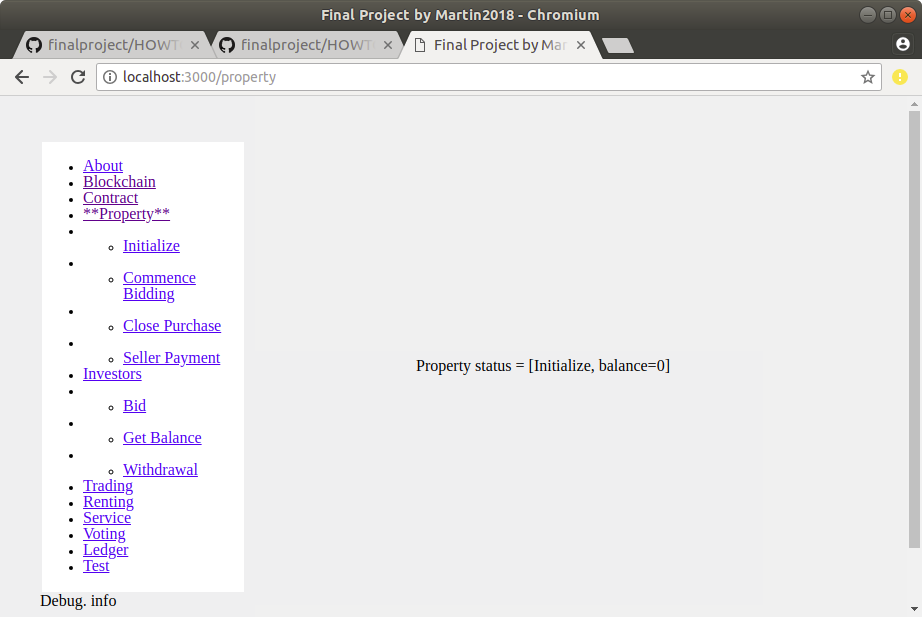 Final Project by Martin2018 - Chromium
finalproject/HOWT
finalproject/HOWT
Final Project by Mar
localhost:3000/property
About
Blockchain
Contract
**Property**
Initialize
Commence
Bidding
Close Purchase
Seller Payment
Investors
Bid
Get Balance
Withdrawal
Trading
Renting
Service
Voting
Ledger
Test
Property status = [Initialize, balance=0]
Debug. info